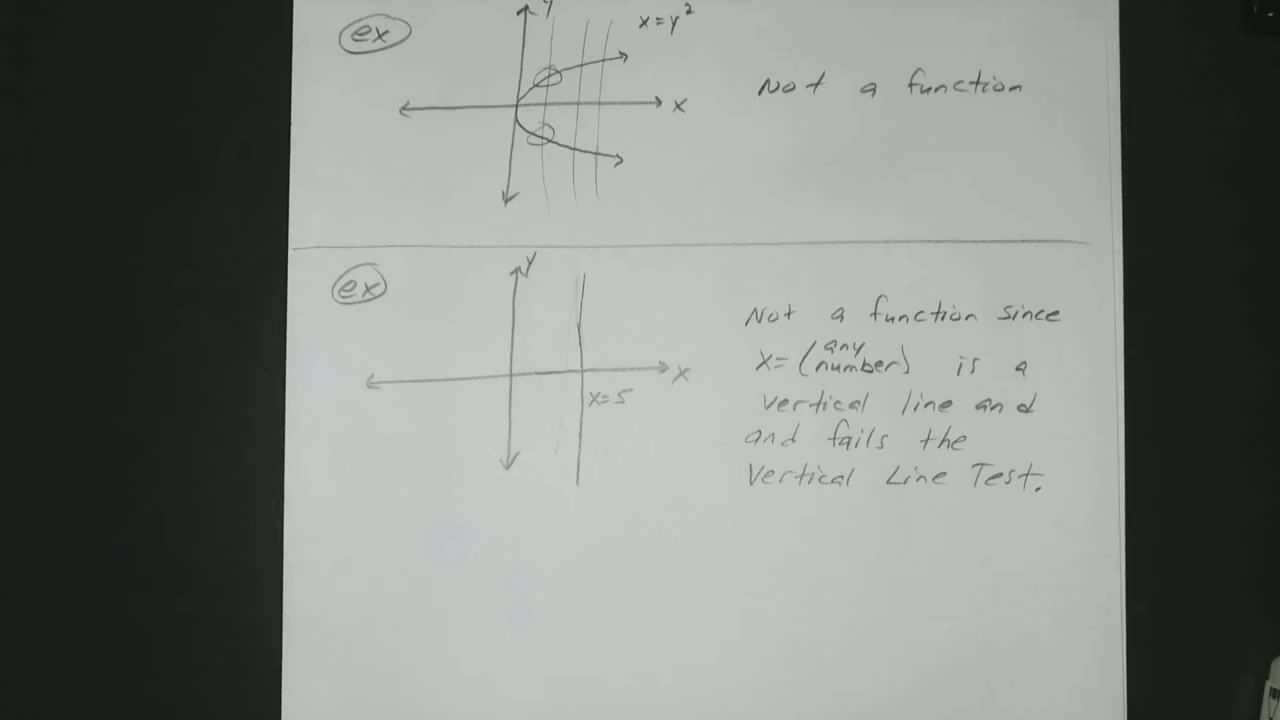 ex
y
x=y²
Not a function
x
ex
y
Not a function since
x=(any number) is a
x
x=5
vertical line and
and fails the
Vertical Line Test.